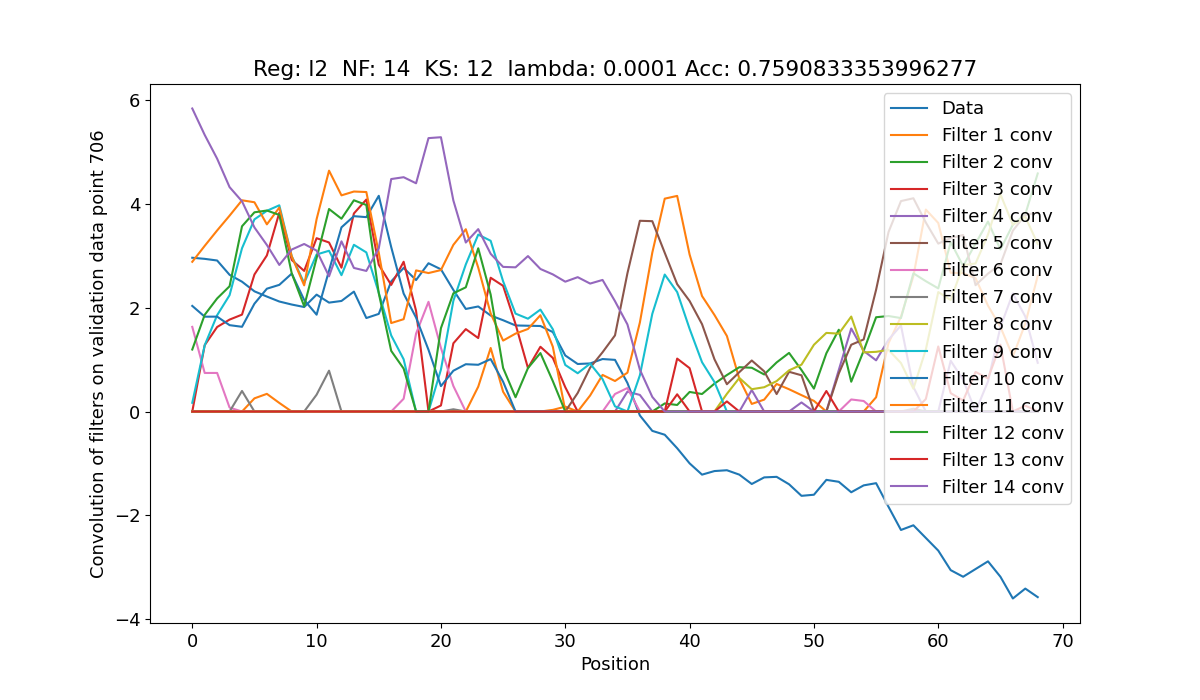 Reg: l2 NF: 14 KS: 12 lambda: 0.0001 Acc: 0.7590833353996277
Convolution of filters on validation data point 706
6
4
2
0
−2
−4
0 10 20 30 40 50 60 70
Position
Data
Filter 1 conv
Filter 2 conv
Filter 3 conv
Filter 4 conv
Filter 5 conv
Filter 6 conv
Filter 7 conv
Filter 8 conv
Filter 9 conv
Filter 10 conv
Filter 11 conv
Filter 12 conv
Filter 13 conv
Filter 14 conv